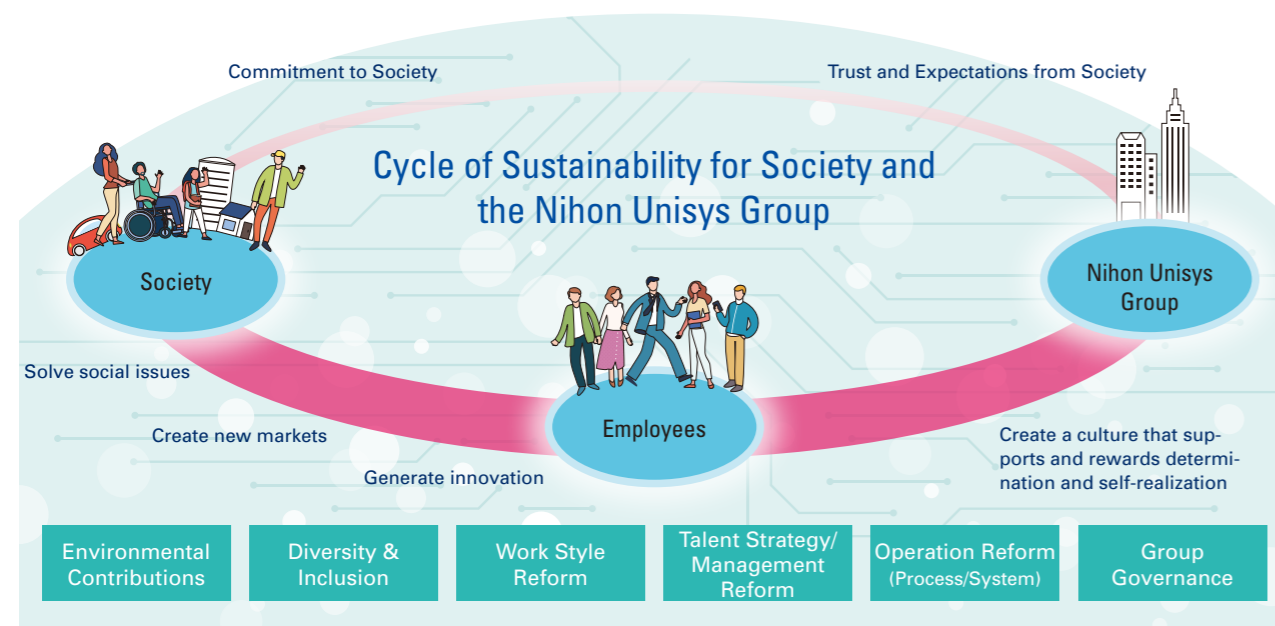 Commitment to Society
Trust and Expectations from Society
Cycle of Sustainability for Society and
the Nihon Unisys Group
Society
Nihon Unisys
Group
Employees
Solve social issues
Create new markets
Generate innovation
Create a culture that sup-
ports and rewards determi-
nation and self-realization
Environmental
Contributions
Diversity &
Inclusion
Work Style
Reform
Talent Strategy/
Management
Reform
Operation Reform
(Process/System)
Group
Governance